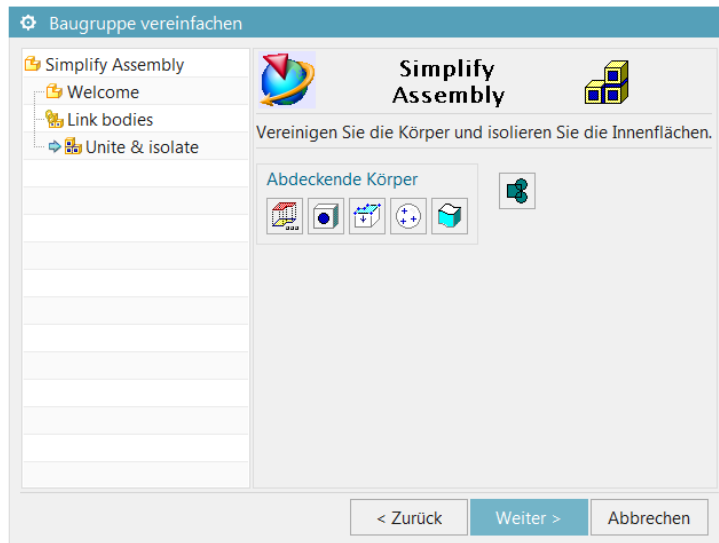 Baugruppe vereinfachen
Simplify Assembly
Welcome
Link bodies
Unite & isolate
Simplify
Assembly
Vereinigen Sie die Körper und isolieren Sie die Innenflächen.
Abdeckende Körper
< Zurück
Weiter >
Abbrechen